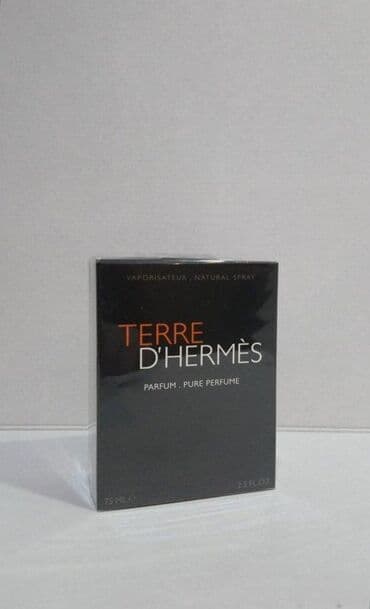 VAPORISATEUR . NATURAL SPRAY
TERRE
D'HERMÈS
PARFUM . PURE PERFUME
75 ML e 2.5 FL.OZ